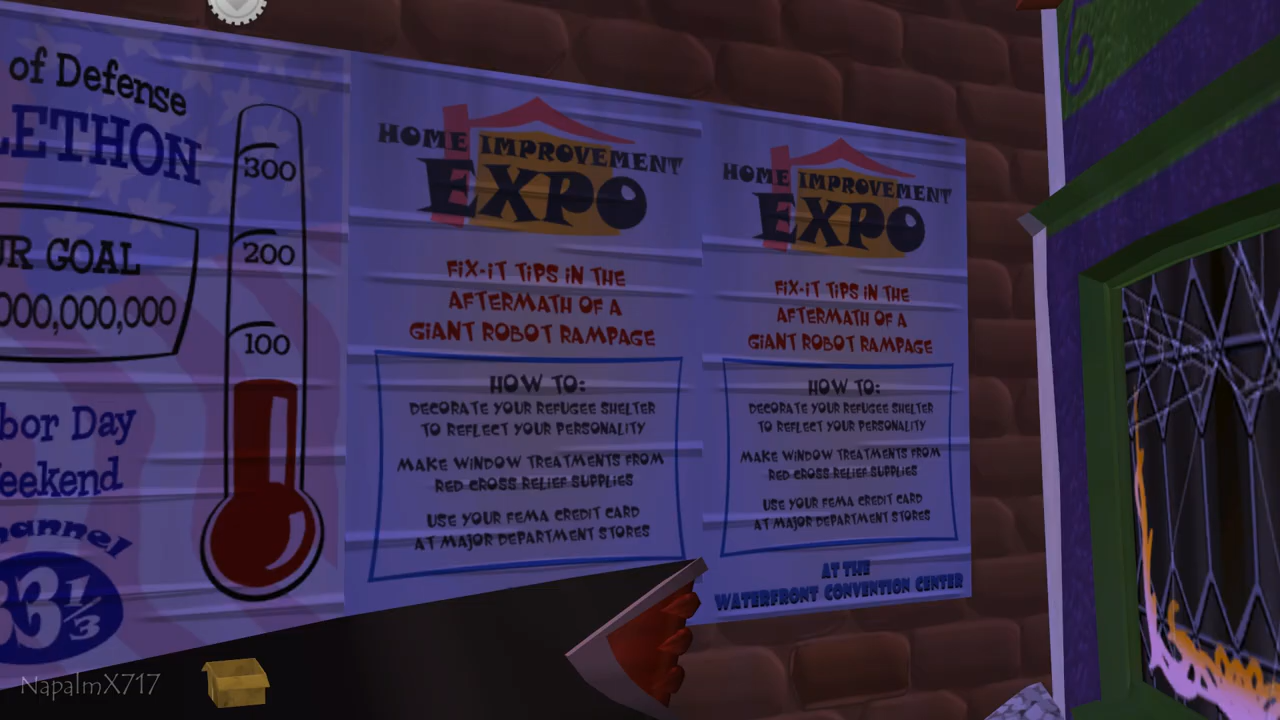 of Defense
LETHON
300
200
UR GOAL
000,000,000
100
bor Day
eekend
hannel
33 1/3
HOME IMPROVEMENT
EXPO
FIX-IT TIPS IN THE
AFTERMATH OF A
GIANT ROBOT RAMPAGE
HOW TO:
DECORATE YOUR REFUGEE SHELTER
TO REFLECT YOUR PERSONALITY
MAKE WINDOW TREATMENTS FROM
RED CROSS RELIEF SUPPLIES
USE YOUR FEMA CREDIT CARD
AT MAJOR DEPARTMENT STORES
HOME IMPROVEMENT
EXPO
FIX-IT TIPS IN THE
AFTERMATH OF A
GIANT ROBOT RAMPAGE
HOW TO:
DECORATE YOUR REFUGEE SHELTER
TO REFLECT YOUR PERSONALITY
MAKE WINDOW TREATMENTS FROM
RED CROSS RELIEF SUPPLIES
USE YOUR FEMA CREDIT CARD
AT MAJOR DEPARTMENT STORES
AT THE
WATERFRONT CONVENTION CENTER
NapalmX717